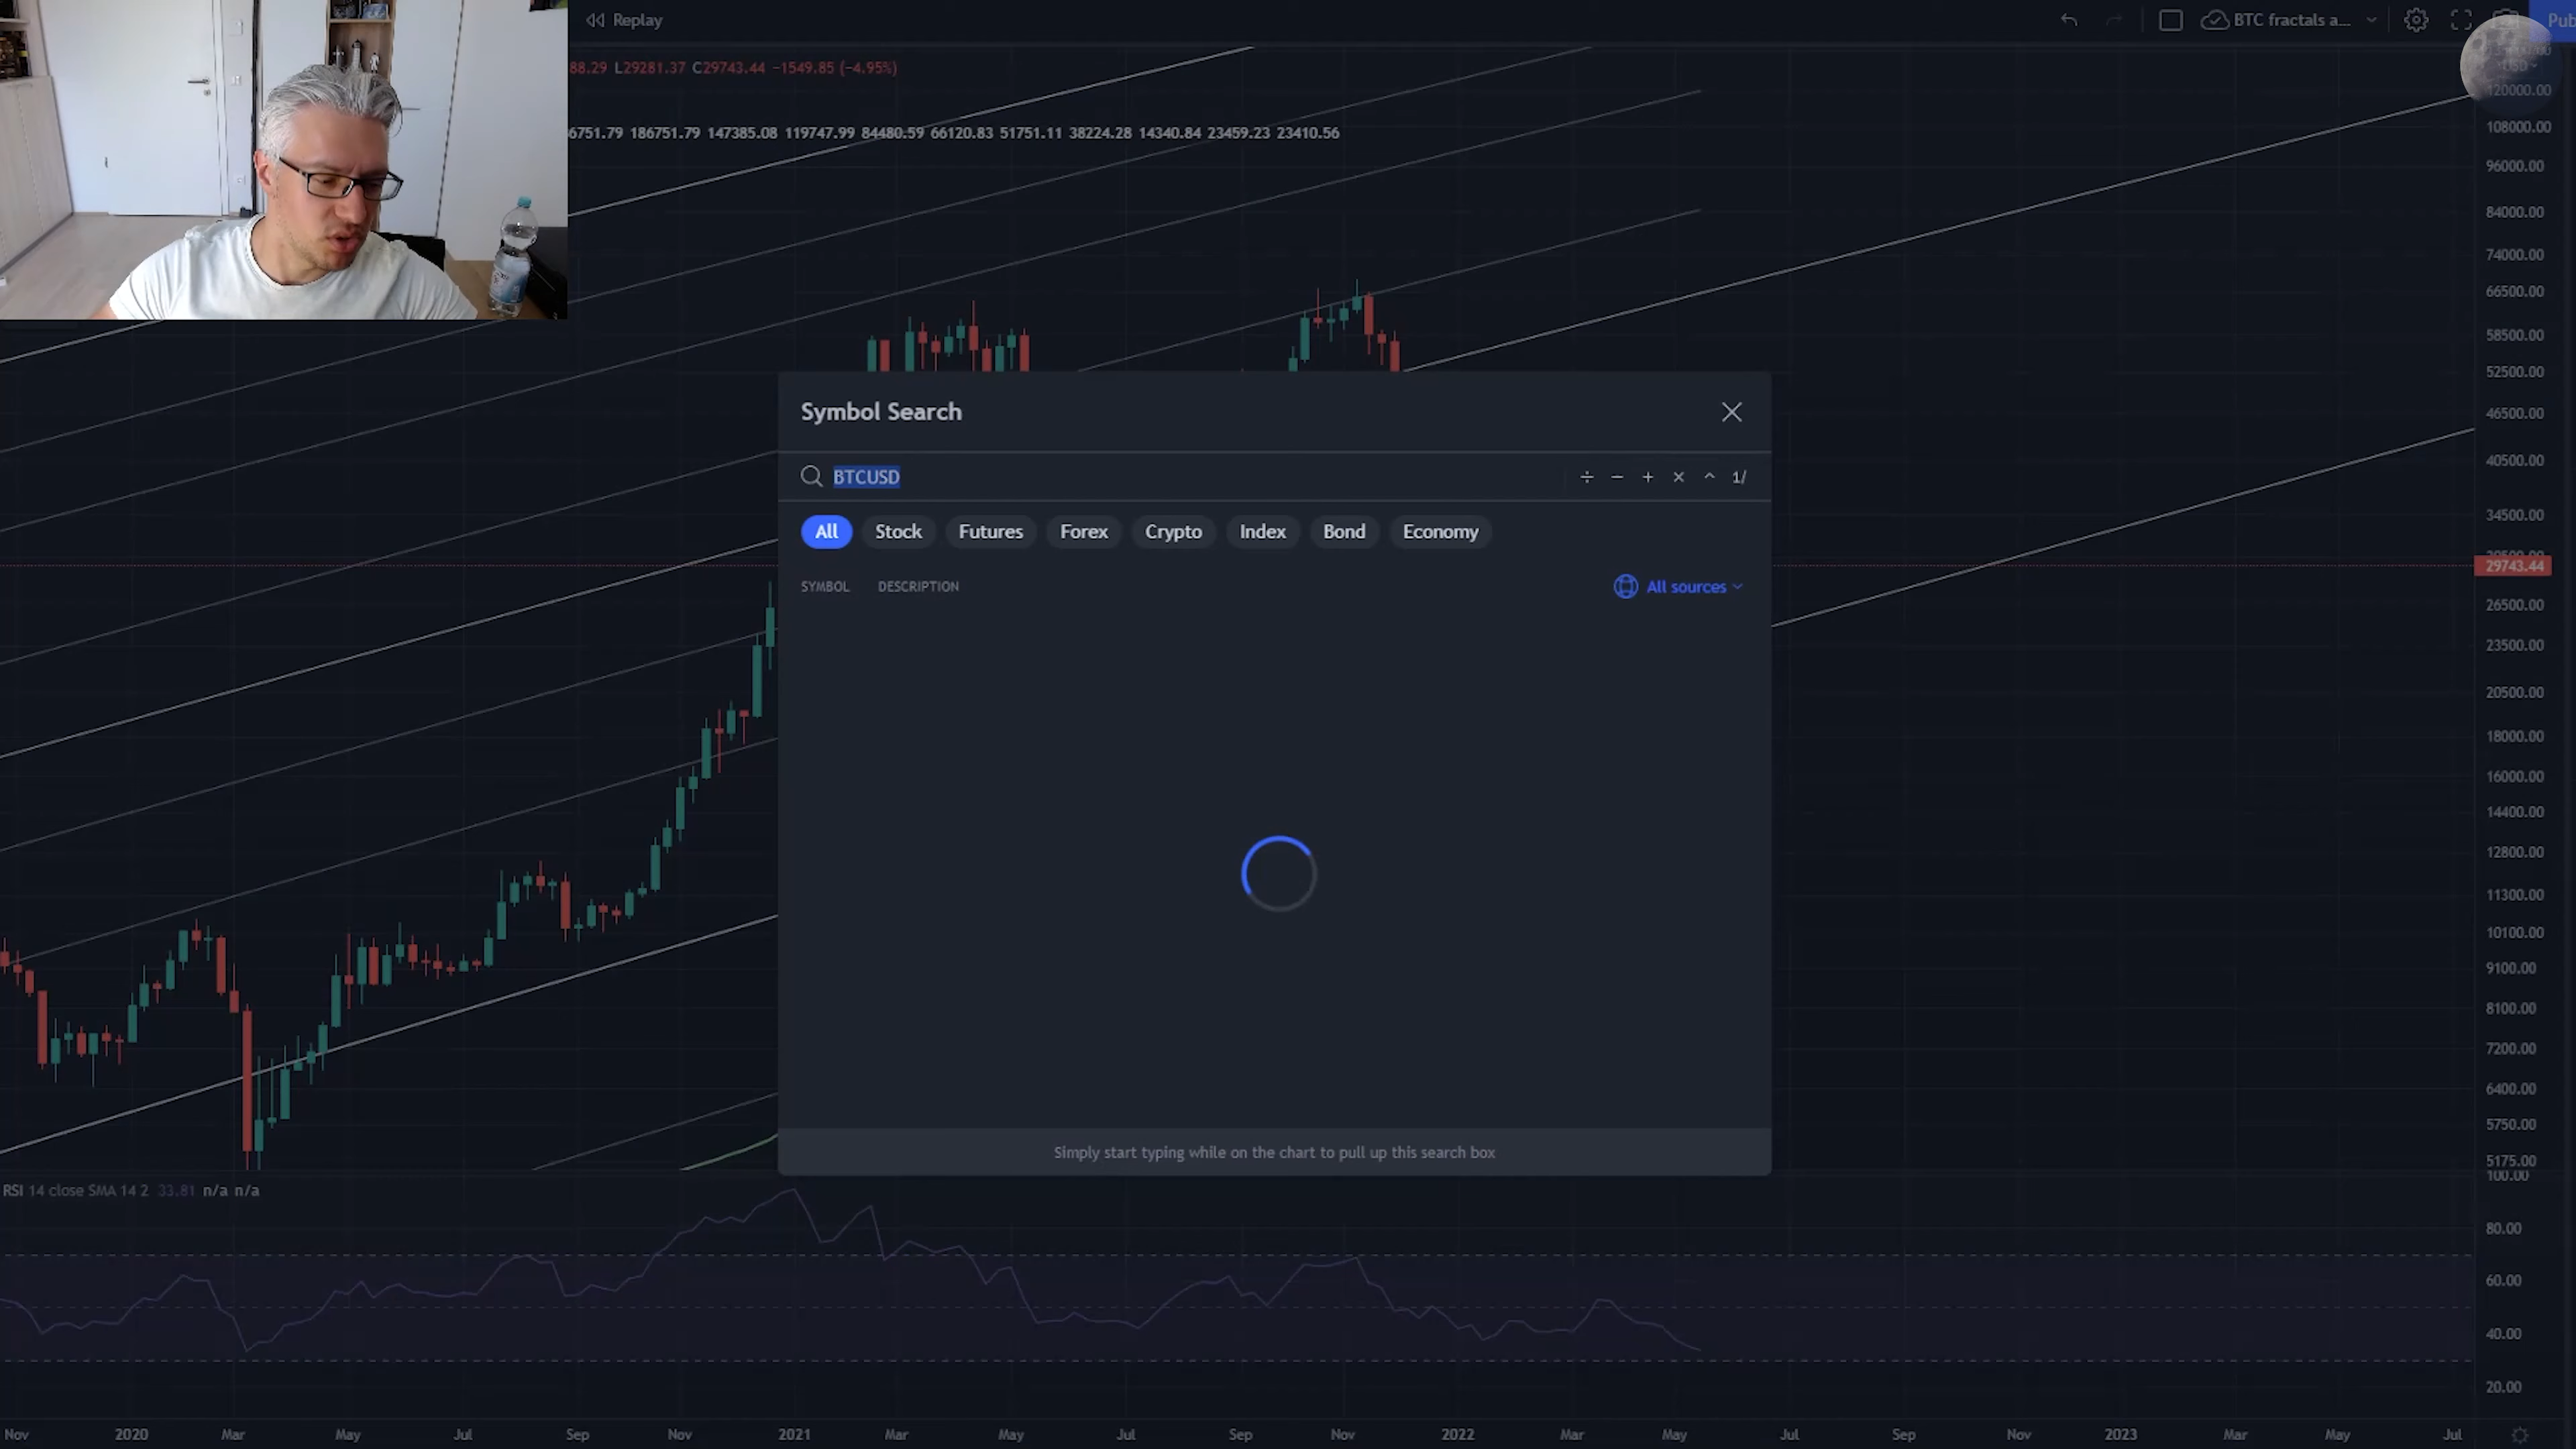 Replay
BTC fractals a...
Pub
88.29 L29281.37 C29743.44 −1549.85 (−4.95%)
USD
120000.00
6751.79 186751.79 147385.08 119747.99 84480.59 66120.83 51751.11 38224.28 14340.84 23459.23 23410.56
108000.00
96000.00
84000.00
74000.00
66500.00
58500.00
52500.00
Symbol Search
46500.00
BTCUSD ÷ − + × ^ 1/
40500.00
All Stock Futures Forex Crypto Index Bond Economy
34500.00
29743.44
SYMBOL DESCRIPTION All sources
26500.00
23500.00
20500.00
18000.00
16000.00
14400.00
12800.00
11300.00
10100.00
9100.00
8100.00
7200.00
6400.00
5750.00
Simply start typing while on the chart to pull up this search box
5175.00
100.00
RSI 14 close SMA 14 2 33.81 n/a n/a
80.00
60.00
40.00
20.00
Nov 2020 Mar May Jul Sep Nov 2021 Mar May Jul Sep Nov 2022 Mar May Jul Sep Nov 2023 Mar May Jul